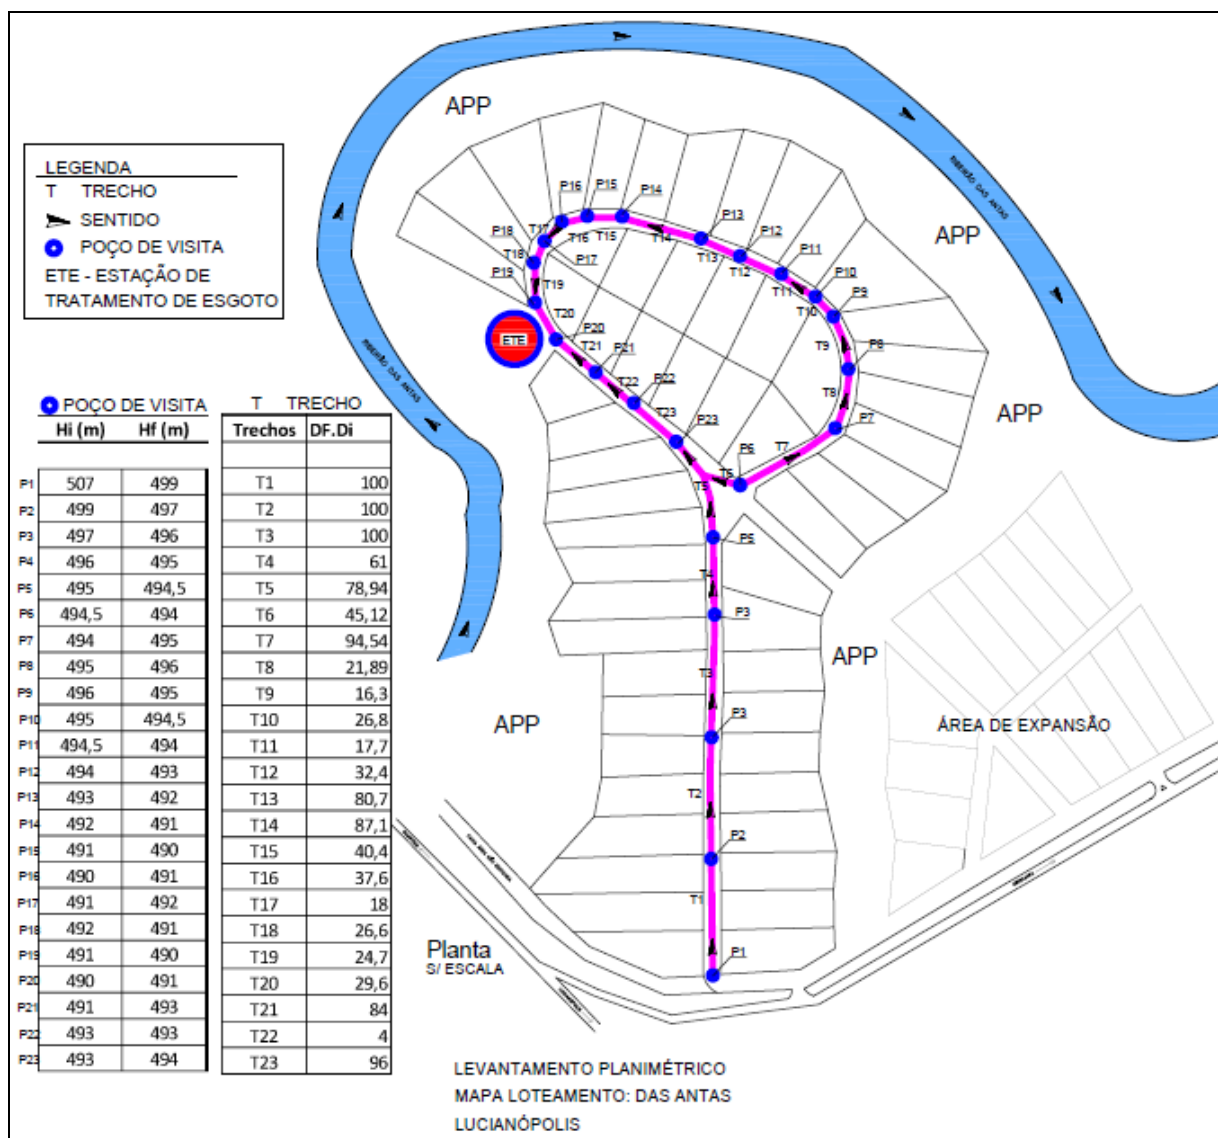 APP
LEGENDA
T TRECHO
SENTIDO
POÇO DE VISITA
ETE - ESTAÇÃO DE
TRATAMENTO DE ESGOTO
RIBEIRÃO DAS ANTAS
APP
P16
P15
P14
P13
P12
P11
P10
P9
P18
P17
P19
T17
T16
T15
T14
T13
T12
T11
T10
T18
T19
T20
T9
P8
ETE
P20
T21
P21
T22
P22
T23
P23
T8
P7
T7
P6
T6
T5
RIBEIRÃO DAS ANTAS
APP
P5
T4
P3
T3
APP
P3
APP
ÁREA DE EXPANSÃO
T2
P2
T1
P1
POÇO DE VISITA
Hi (m) Hf (m)
P1 507 499
P2 499 497
P3 497 496
P4 496 495
P5 495 494,5
P6 494,5 494
P7 494 495
P8 495 496
P9 496 495
P10 495 494,5
P11 494,5 494
P12 494 493
P13 493 492
P14 492 491
P15 491 490
P16 490 491
P17 491 492
P18 492 491
P19 491 490
P20 490 491
P21 491 493
P22 493 493
P23 493 494
T TRECHO
Trechos DF.Di
T1 100
T2 100
T3 100
T4 61
T5 78,94
T6 45,12
T7 94,54
T8 21,89
T9 16,3
T10 26,8
T11 17,7
T12 32,4
T13 80,7
T14 87,1
T15 40,4
T16 37,6
T17 18
T18 26,6
T19 24,7
T20 29,6
T21 84
T22 4
T23 96
Planta
S/ ESCALA
LEVANTAMENTO PLANIMÉTRICO
MAPA LOTEAMENTO: DAS ANTAS
LUCIANÓPOLIS